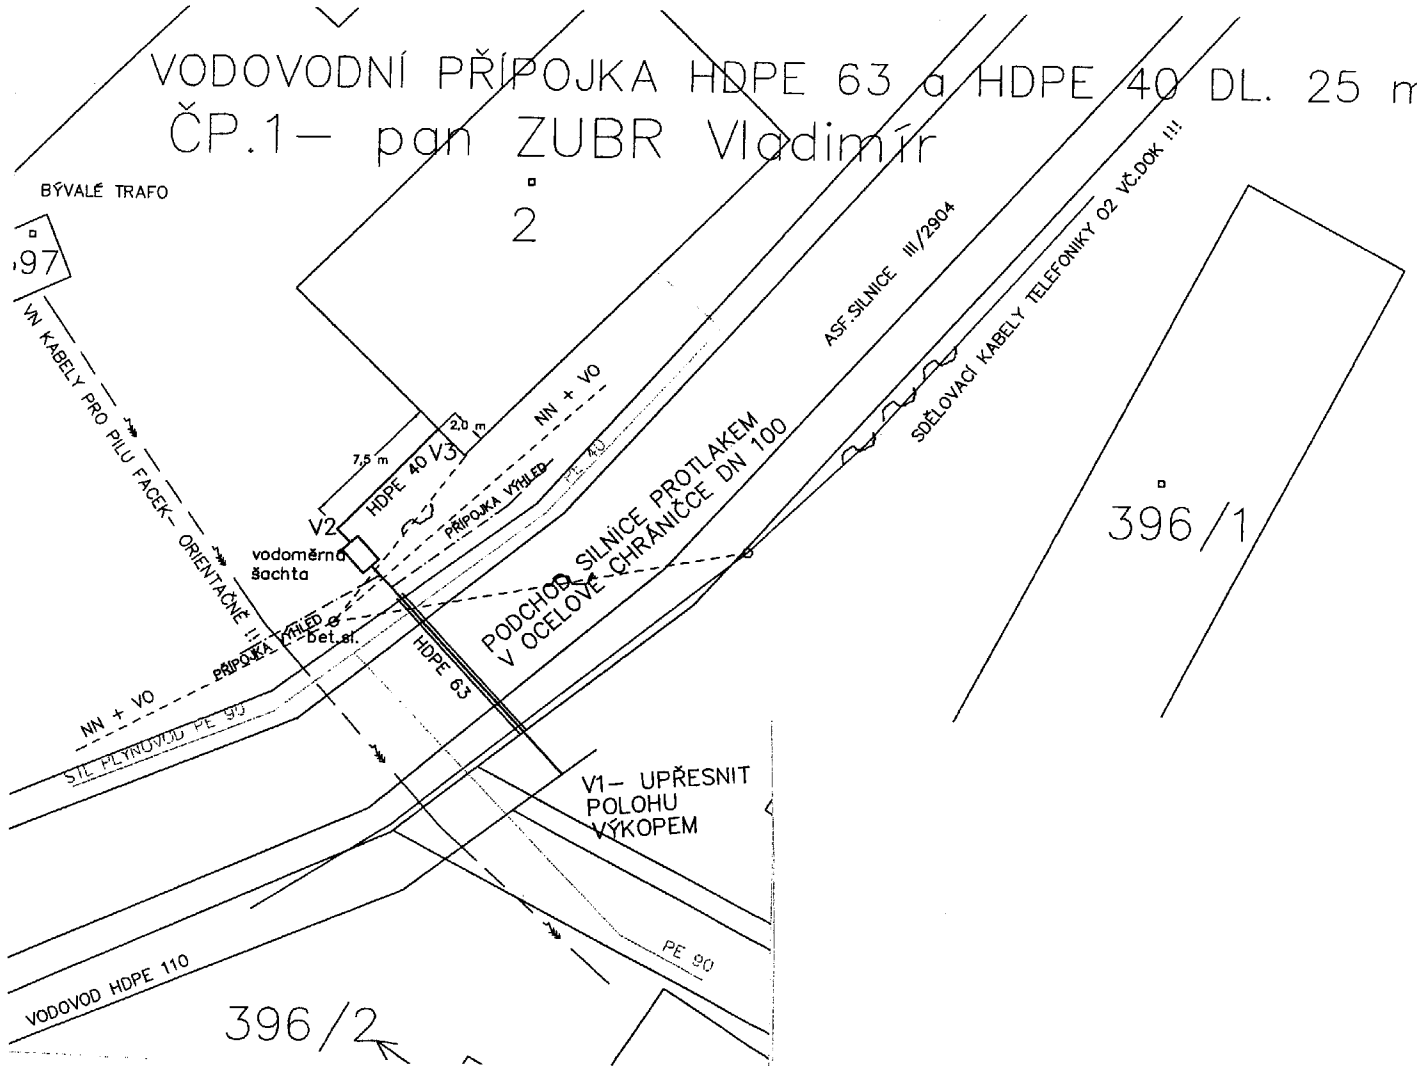 VODOVODNÍ PŘÍPOJKA HDPE 63 a HDPE 40 DL. 25 m
ČP.1– pan ZUBR Vladimír
BÝVALÉ TRAFO
2
97
VN KABELY PRO PILU FACEK– ORIENTAČNĚ !!
ASF.SILNICE III/2904
SDĚLOVACÍ KABELY TELEFONIKY O2 VČ.DOK !!!
NN + VO
2,0 m
7,5 m
HDPE 40
V3
PŘÍPOJKA VÝHLED
PE 40
V2
vodoměrná
šachta
PODCHOD SILNICE PROTLAKEM
V OCELOVÉ CHRÁNIČCE DN 100
396/1
bet.sl.
PŘÍPOJKA VÝHLED
HDPE 63
NN + VO
STL PLYNOVOD PE 90
V1– UPŘESNIT
POLOHU
VÝKOPEM
PE 90
VODOVOD HDPE 110
396/2